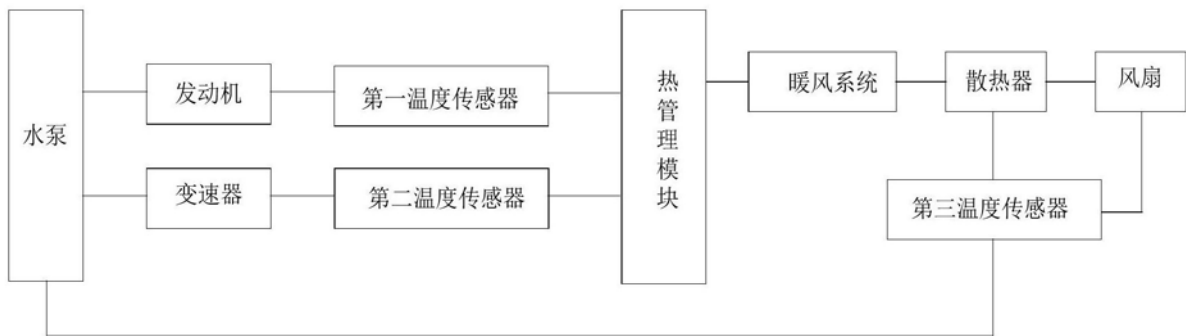 水泵
发动机
第一温度传感器
变速器
第二温度传感器
热管理模块
暖风系统
散热器
风扇
第三温度传感器